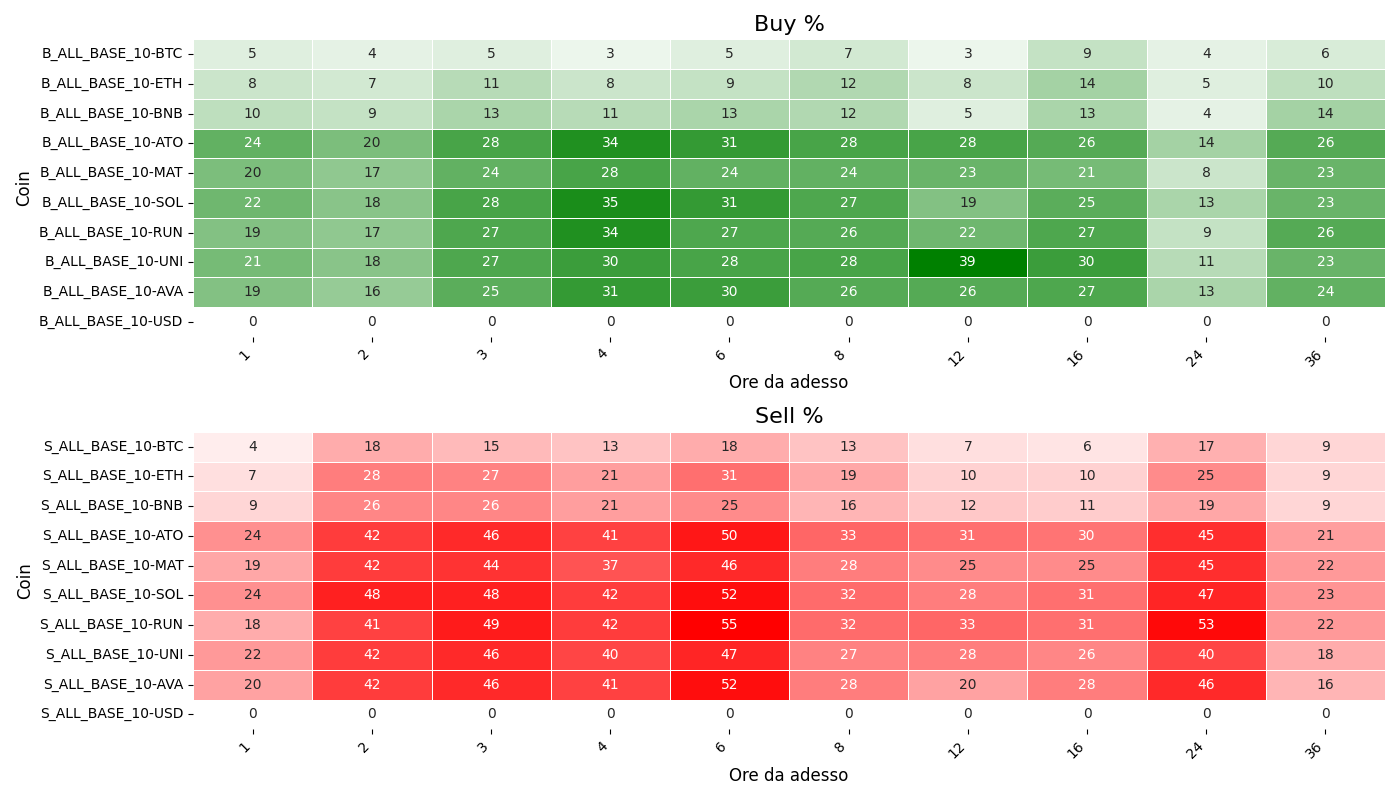 Buy %
B_ALL_BASE_10-BTC 5 4 5 3 5 7 3 9 4 6
B_ALL_BASE_10-ETH 8 7 11 8 9 12 8 14 5 10
B_ALL_BASE_10-BNB 10 9 13 11 13 12 5 13 4 14
B_ALL_BASE_10-ATO 24 20 28 34 31 28 28 26 14 26
B_ALL_BASE_10-MAT 20 17 24 28 24 24 23 21 8 23
B_ALL_BASE_10-SOL 22 18 28 35 31 27 19 25 13 23
B_ALL_BASE_10-RUN 19 17 27 34 27 26 22 27 9 26
B_ALL_BASE_10-UNI 21 18 27 30 28 28 39 30 11 23
B_ALL_BASE_10-AVA 19 16 25 31 30 26 26 27 13 24
B_ALL_BASE_10-USD 0 0 0 0 0 0 0 0 0 0
Coin
1 2 3 4 6 8 12 16 24 36
Ore da adesso
Sell %
S_ALL_BASE_10-BTC 4 18 15 13 18 13 7 6 17 9
S_ALL_BASE_10-ETH 7 28 27 21 31 19 10 10 25 9
S_ALL_BASE_10-BNB 9 26 26 21 25 16 12 11 19 9
S_ALL_BASE_10-ATO 24 42 46 41 50 33 31 30 45 21
S_ALL_BASE_10-MAT 19 42 44 37 46 28 25 25 45 22
S_ALL_BASE_10-SOL 24 48 48 42 52 32 28 31 47 23
S_ALL_BASE_10-RUN 18 41 49 42 55 32 33 31 53 22
S_ALL_BASE_10-UNI 22 42 46 40 47 27 28 26 40 18
S_ALL_BASE_10-AVA 20 42 46 41 52 28 20 28 46 16
S_ALL_BASE_10-USD 0 0 0 0 0 0 0 0 0 0
Coin
1 2 3 4 6 8 12 16 24 36
Ore da adesso